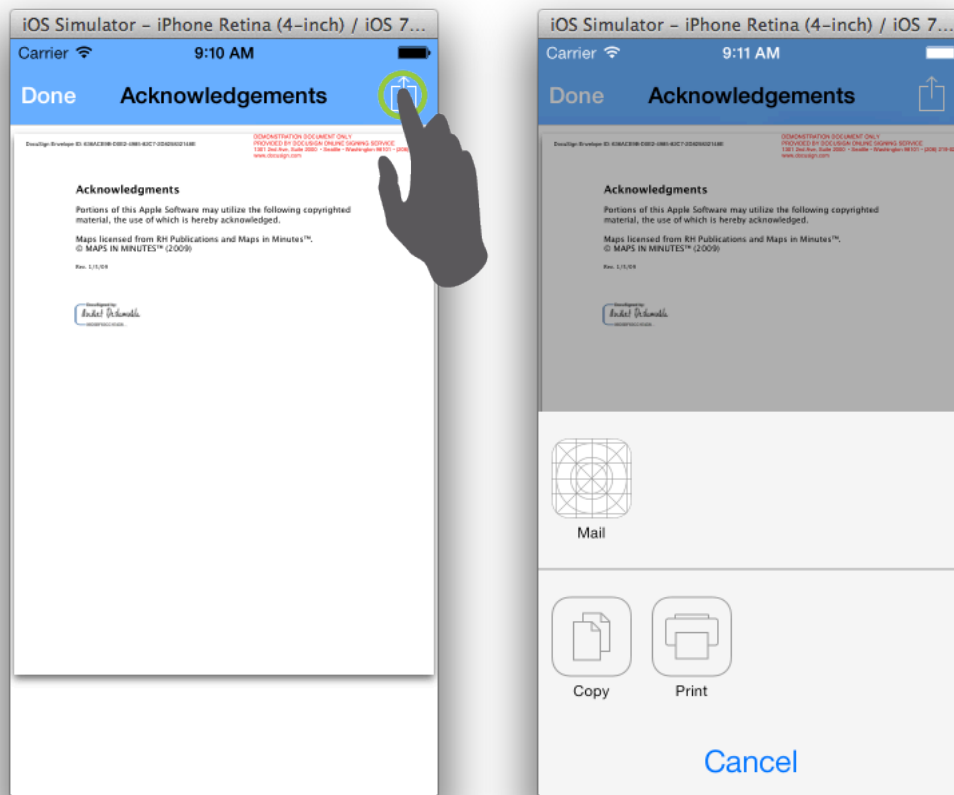 iOS Simulator – iPhone Retina (4-inch) / iOS 7...
Carrier 9:10 AM
Done Acknowledgements
DEMONSTRATION DOCUMENT ONLY
PROVIDED BY DOCUSIGN ONLINE SIGNING SERVICE
www.docusign.com
DocuSign Envelope ID:
Acknowledgments
Portions of this Apple Software may utilize the following copyrighted
material, the use of which is hereby acknowledged.
Maps licensed from RH Publications and Maps in Minutes™.
© MAPS IN MINUTES™ (2009)
iOS Simulator – iPhone Retina (4-inch) / iOS 7...
Carrier 9:11 AM
Done Acknowledgements
DEMONSTRATION DOCUMENT ONLY
PROVIDED BY DOCUSIGN ONLINE SIGNING SERVICE
www.docusign.com
DocuSign Envelope ID:
Acknowledgments
Portions of this Apple Software may utilize the following copyrighted
material, the use of which is hereby acknowledged.
Maps licensed from RH Publications and Maps in Minutes™.
© MAPS IN MINUTES™ (2009)
Mail
Copy Print
Cancel